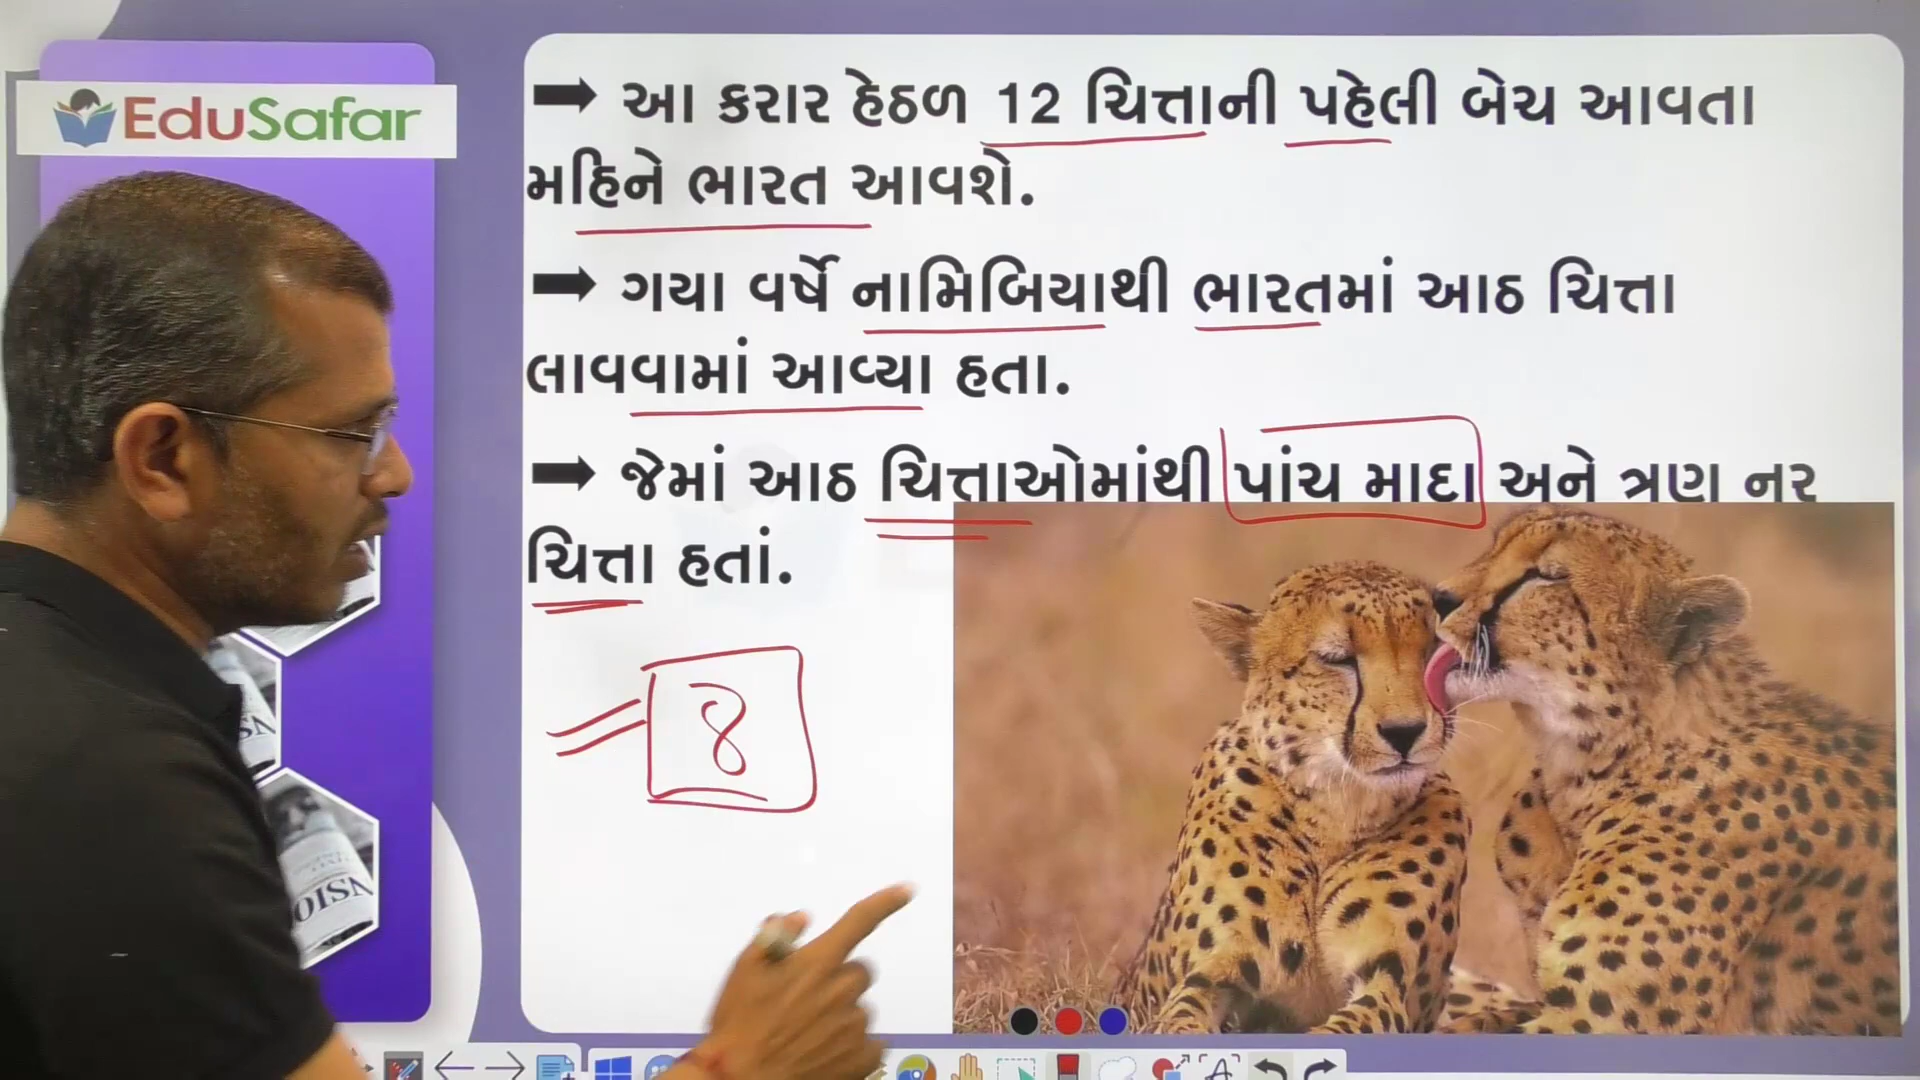 EduSafar
➡ આ કરાર હેઠળ 12 ચિત્તાની પહેલી બેચ આવતા
મહિને ભારત આવશે.
➡ ગયા વર્ષે નામિબિયાથી ભારતમાં આઠ ચિત્તા
લાવવામાં આવ્યા હતા.
➡ જેમાં આઠ ચિત્તાઓમાંથી પાંચ માદા અને ત્રણ નર
ચિત્તા હતાં.
8